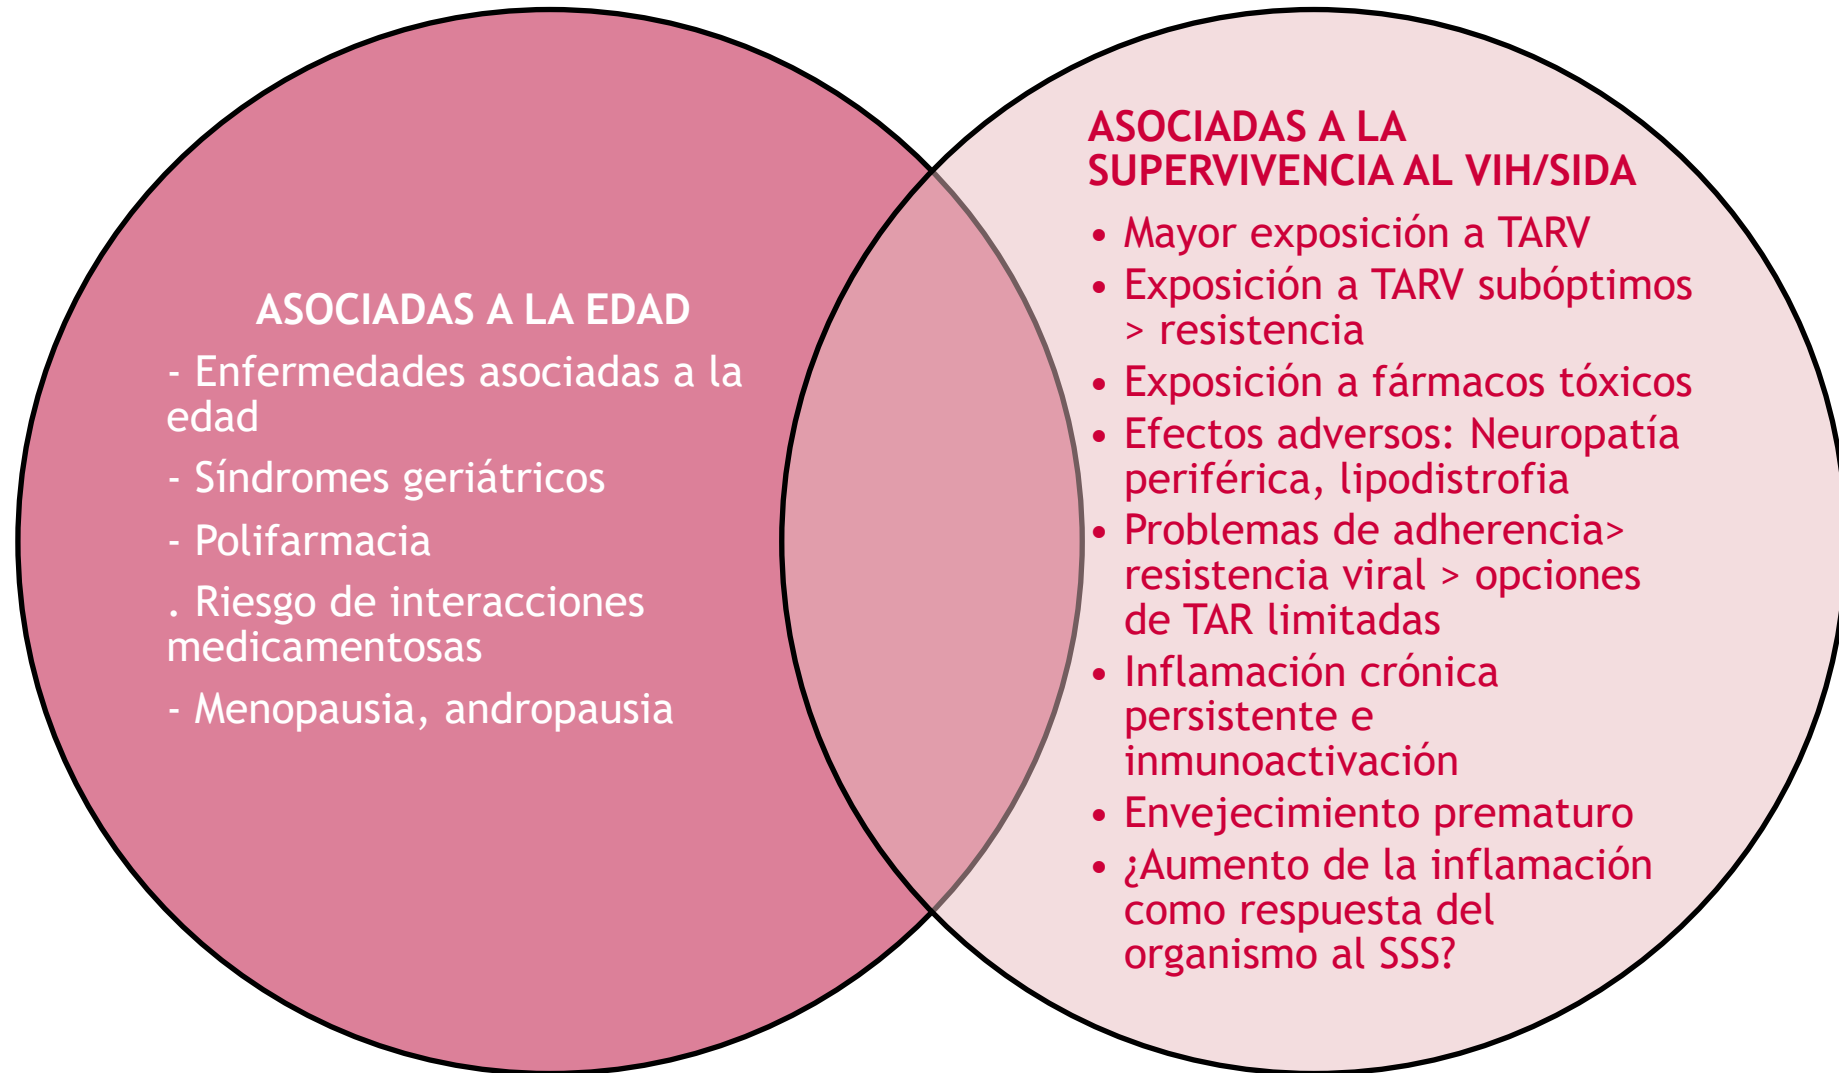 ASOCIADAS A LA EDAD
- Enfermedades asociadas a la
edad
- Síndromes geriátricos
- Polifarmacia
. Riesgo de interacciones
medicamentosas
- Menopausia, andropausia
ASOCIADAS A LA
SUPERVIVENCIA AL VIH/SIDA
• Mayor exposición a TARV
• Exposición a TARV subóptimos
> resistencia
• Exposición a fármacos tóxicos
• Efectos adversos: Neuropatía
periférica, lipodistrofia
• Problemas de adherencia>
resistencia viral > opciones
de TAR limitadas
• Inflamación crónica
persistente e
inmunoactivación
• Envejecimiento prematuro
• ¿Aumento de la inflamación
como respuesta del
organismo al SSS?